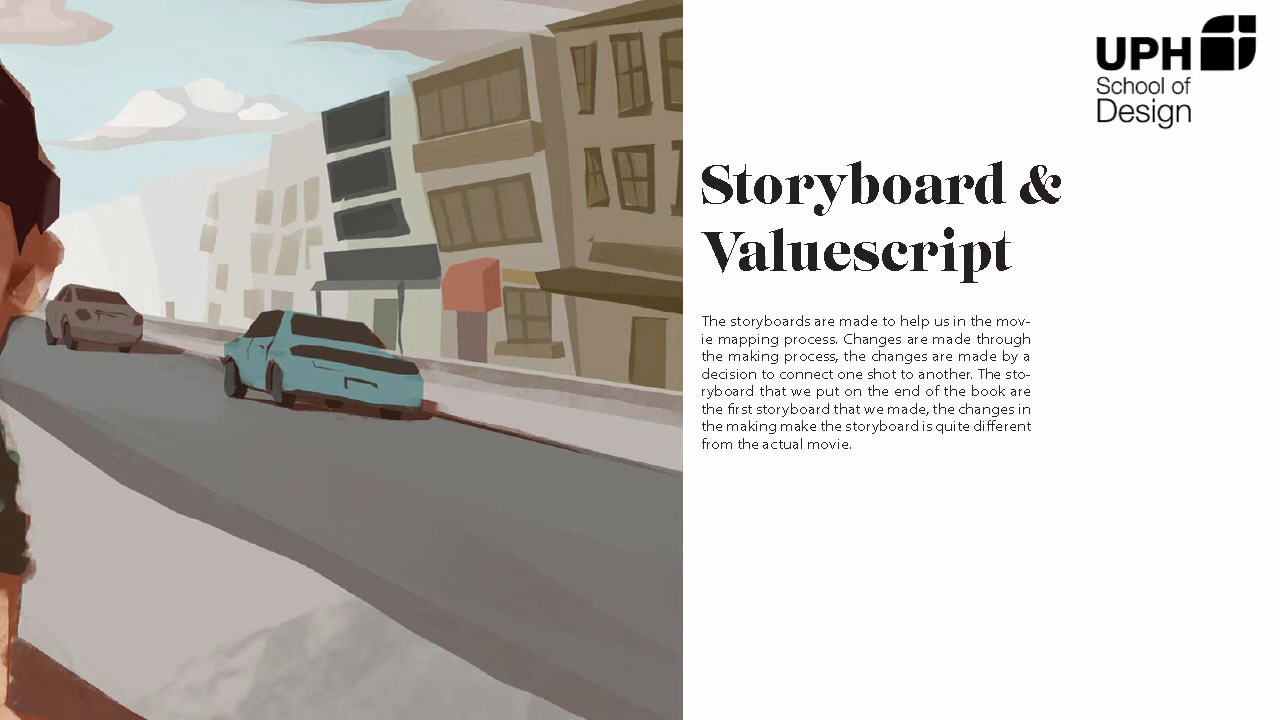 UPH
School of
Design
Storyboard &
Valuescript
The storyboards are made to help us in the mov-
ie mapping process. Changes are made through
the making process, the changes are made by a
decision to connect one shot to another. The sto-
ryboard that we put on the end of the book are
the first storyboard that we made, the changes in
the making make the storyboard is quite different
from the actual movie.